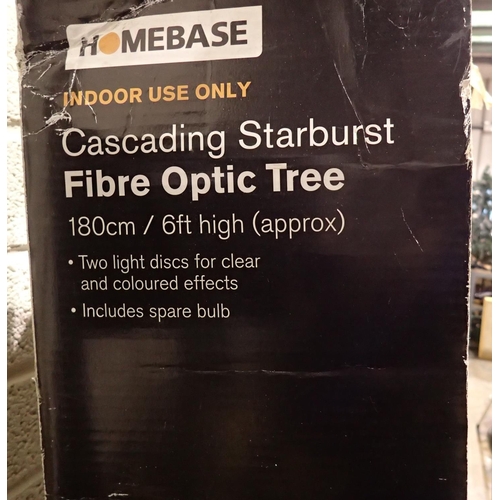 HOMEBASE
INDOOR USE ONLY
Cascading Starburst
Fibre Optic Tree
180cm / 6ft high (approx)
• Two light discs for clear
and coloured effects
• Includes spare bulb